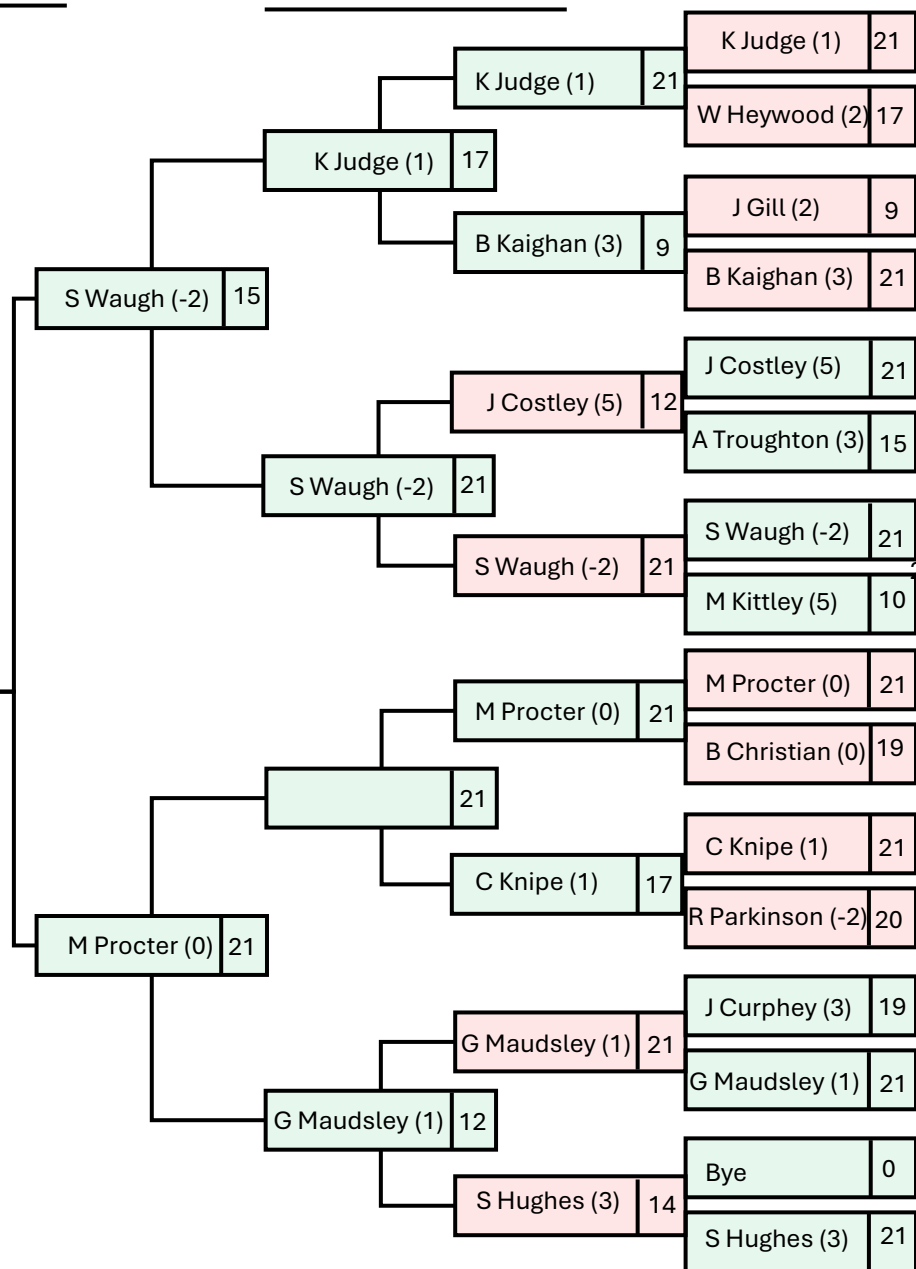 K Judge (1) 21
W Heywood (2) 17
K Judge (1) 21
K Judge (1) 17
J Gill (2) 9
B Kaighan (3) 9
B Kaighan (3) 21
S Waugh (-2) 15
J Costley (5) 21
J Costley (5) 12
A Troughton (3) 15
S Waugh (-2) 21
S Waugh (-2) 21
S Waugh (-2) 21
M Kittley (5) 10
M Procter (0) 21
M Procter (0) 21
B Christian (0) 19
21
C Knipe (1) 21
C Knipe (1) 17
R Parkinson (-2) 20
M Procter (0) 21
J Curphey (3) 19
G Maudsley (1) 21
G Maudsley (1) 21
G Maudsley (1) 12
Bye 0
S Hughes (3) 14
S Hughes (3) 21